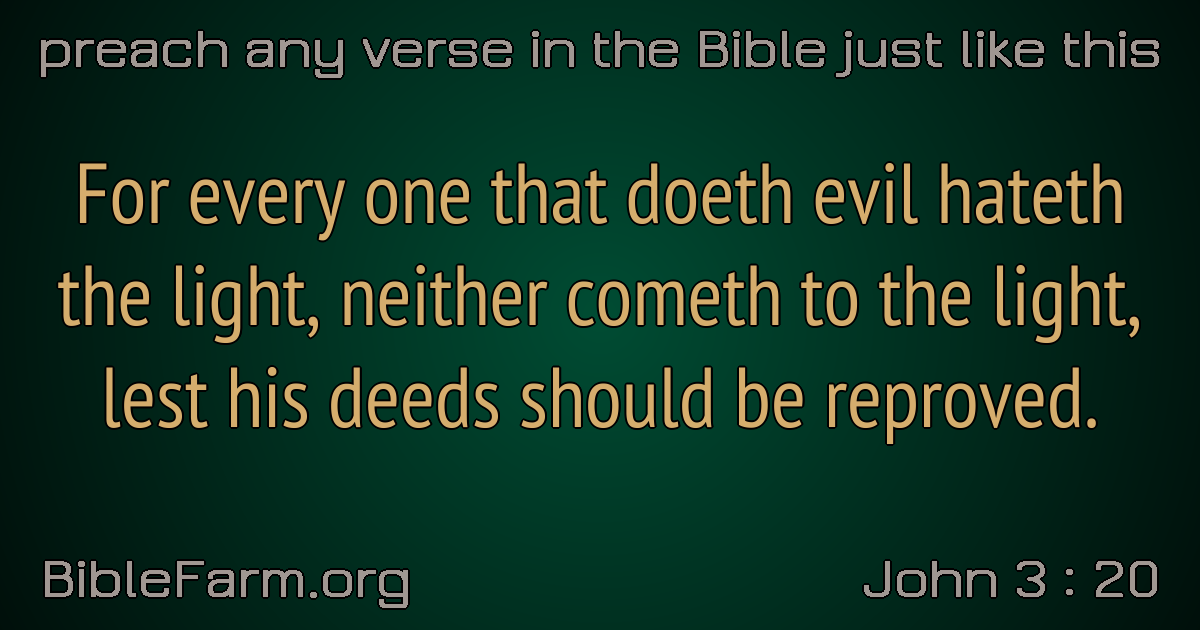 preach any verse in the Bible just like this
For every one that doeth evil hateth
the light, neither cometh to the light,
lest his deeds should be reproved.
BibleFarm.org
John 3 : 20